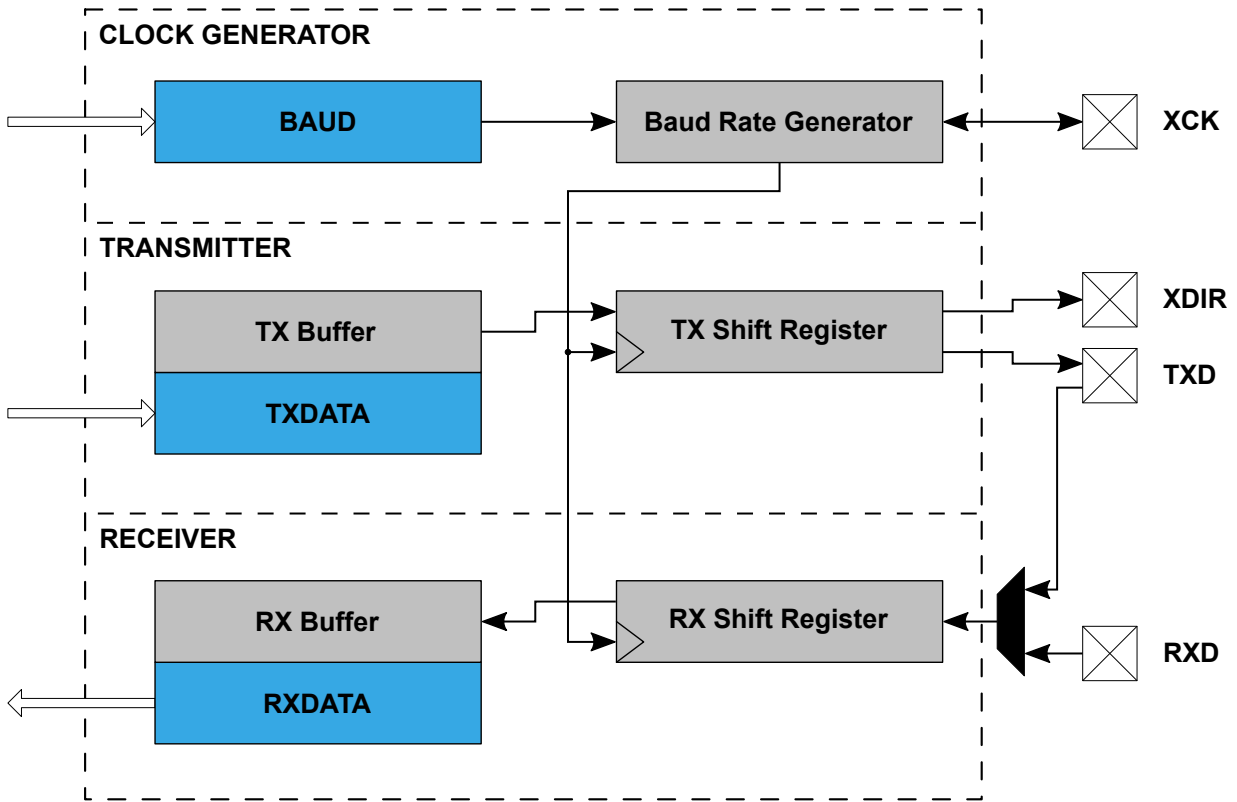 CLOCK GENERATOR
BAUD
Baud Rate Generator
XCK
TRANSMITTER
TX Buffer
TXDATA
TX Shift Register
XDIR
TXD
RECEIVER
RX Buffer
RXDATA
RX Shift Register
RXD